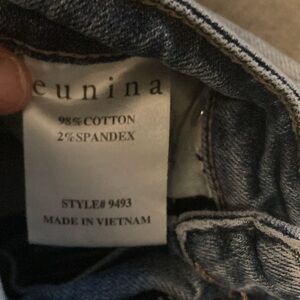 eunina
98% COTTON
2% SPANDEX
STYLE# 9493
MADE IN VIETNAM